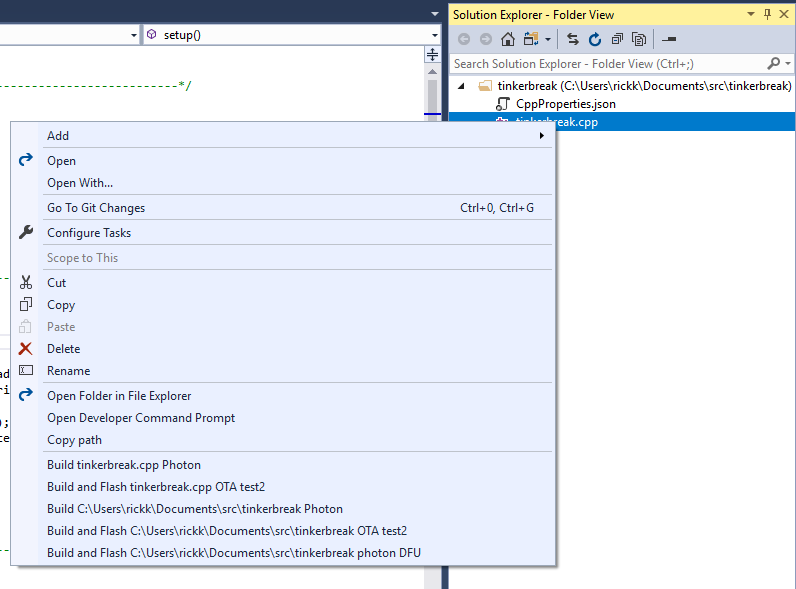 Solution Explorer - Folder View
setup()
Search Solution Explorer - Folder View (Ctrl+;)
---------------------------*/
tinkerbreak (C:\Users\rickk\Documents\src\tinkerbreak)
CppProperties.json
tinkerbreak.cpp
Add
Open
Open With...
Go To Git Changes Ctrl+0, Ctrl+G
Configure Tasks
Scope to This
Cut
Copy
Paste
Delete
Rename
Open Folder in File Explorer
Open Developer Command Prompt
Copy path
Build tinkerbreak.cpp Photon
Build and Flash tinkerbreak.cpp OTA test2
Build C:\Users\rickk\Documents\src\tinkerbreak Photon
Build and Flash C:\Users\rickk\Documents\src\tinkerbreak OTA test2
Build and Flash C:\Users\rickk\Documents\src\tinkerbreak photon DFU
ad
ri
);
te